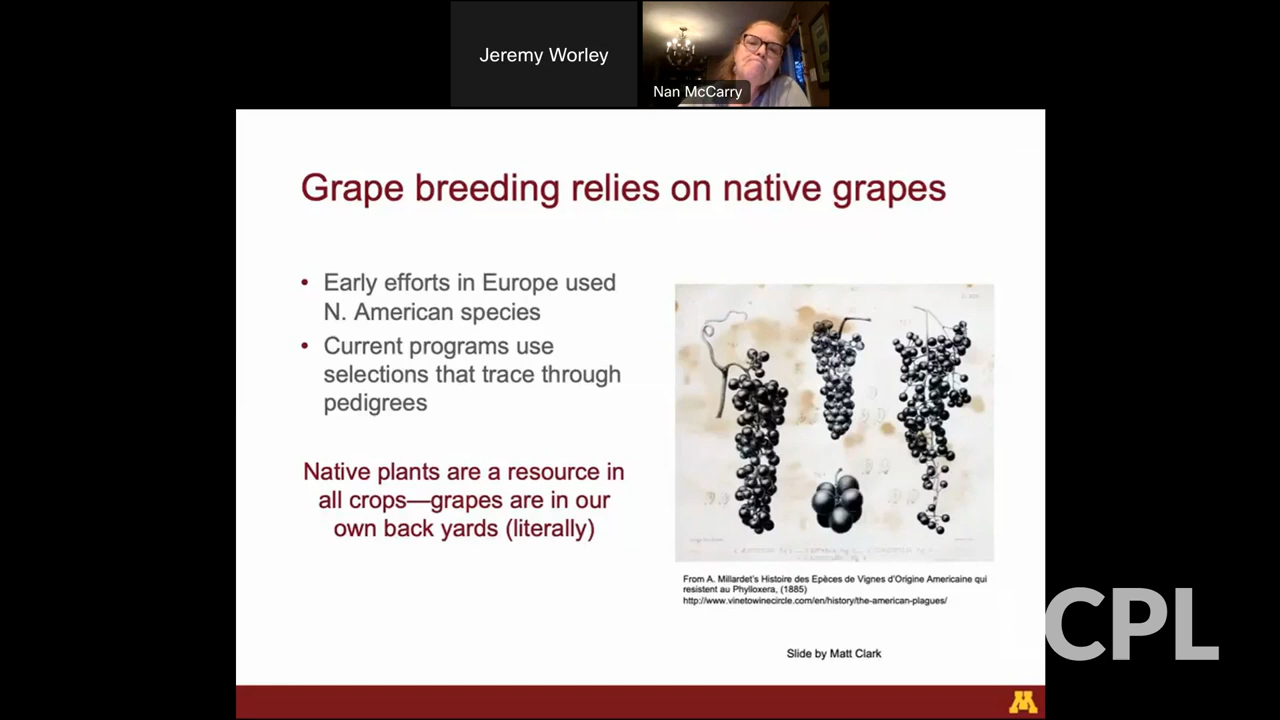 Jeremy Worley
Nan McCarry
Grape breeding relies on native grapes
• Early efforts in Europe used
N. American species
• Current programs use
selections that trace through
pedigrees
Native plants are a resource in
all crops—grapes are in our
own back yards (literally)
From A. Millardet's Histoire des Epèces de Vignes d'Origine Americaine qui
resistent au Phylloxera, (1885)
http://www.vinetowinecircle.com/en/history/the-american-plagues/
Slide by Matt Clark
CPL
M